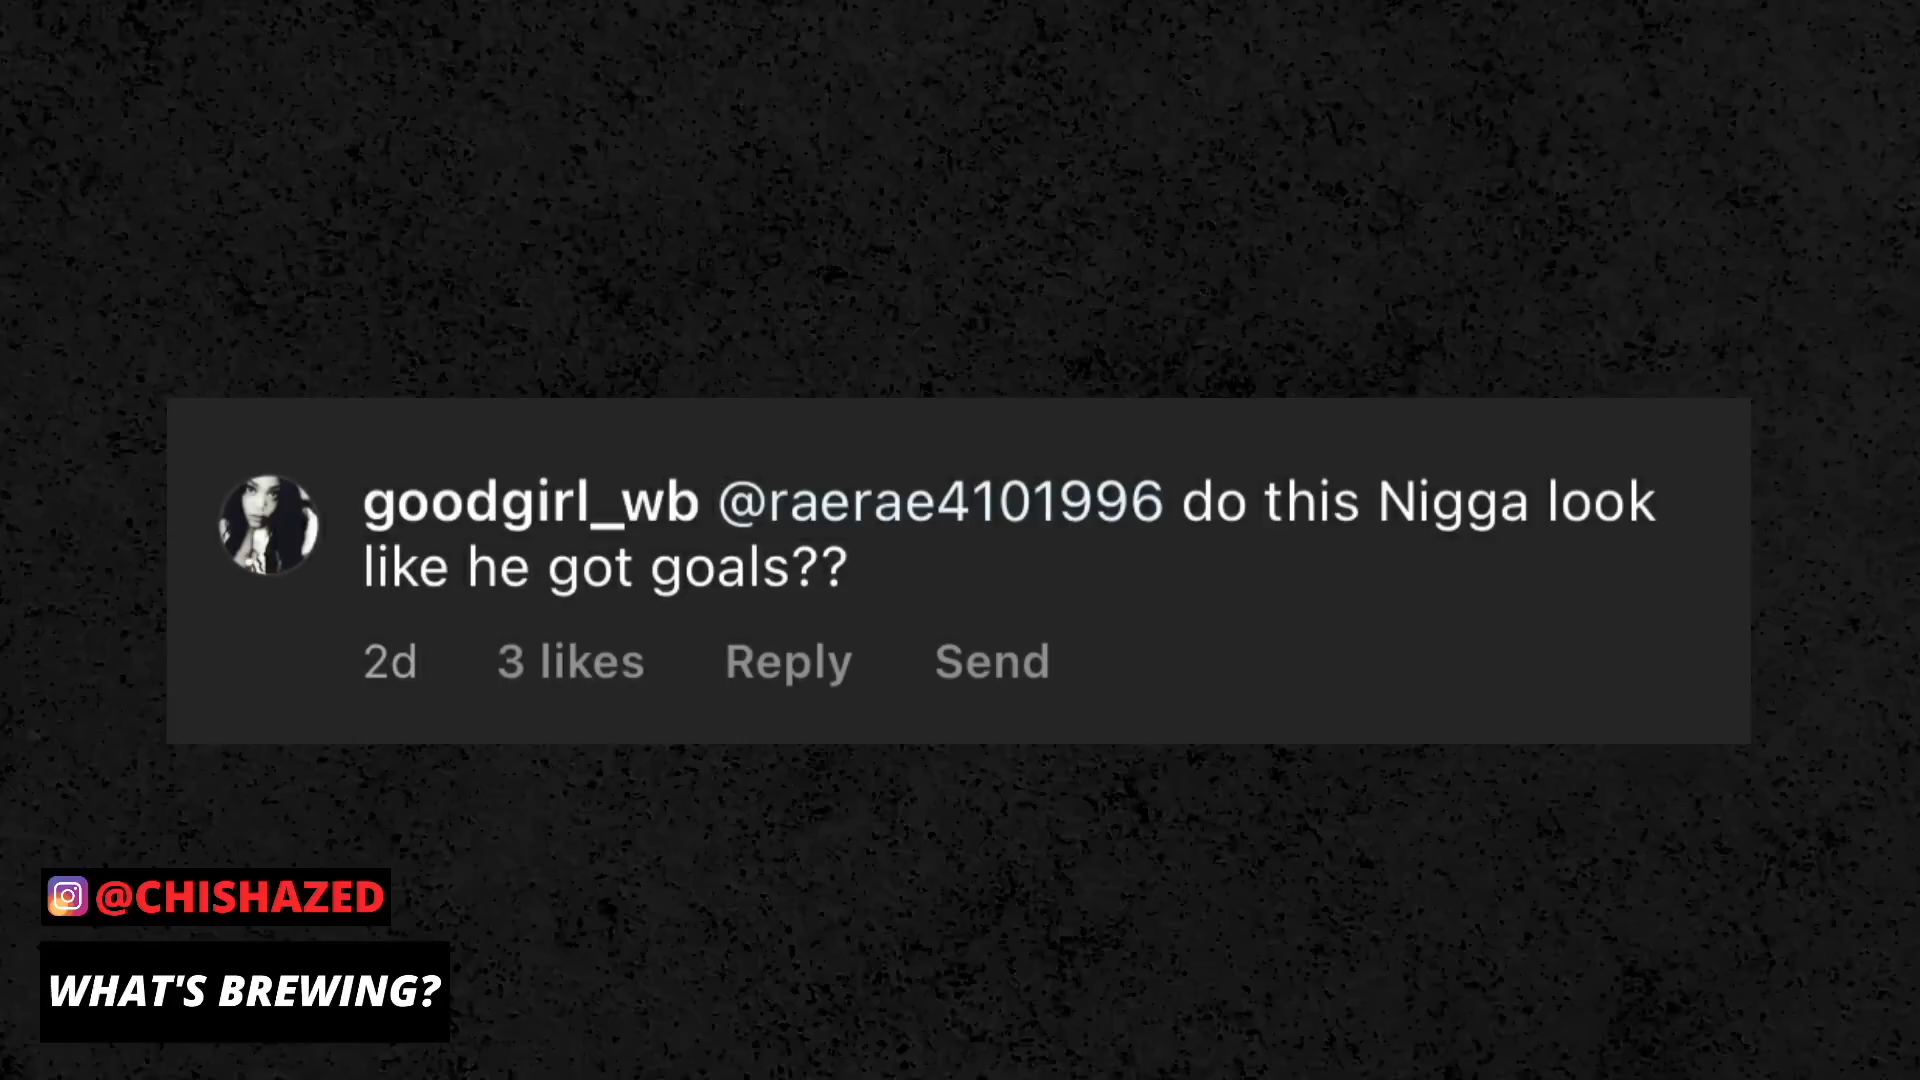 goodgirl_wb @raerae4101996 do this Nigga look
like he got goals??
2d 3 likes Reply Send
@CHISHAZED
WHAT'S BREWING?